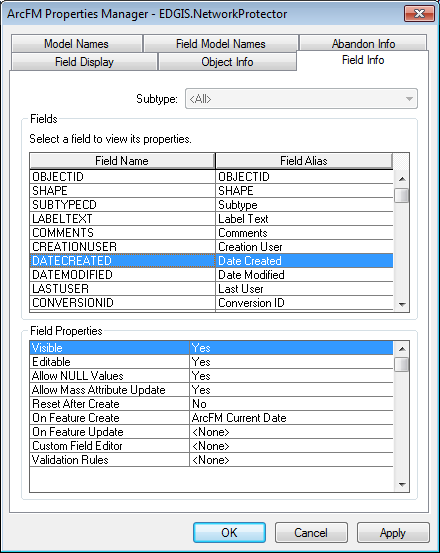 ArcFM Properties Manager - EDGIS.NetworkProtector
Model Names Field Model Names Abandon Info
Field Display Object Info Field Info
Subtype: <All>
Fields
Select a field to view its properties.
Field Name Field Alias
OBJECTID OBJECTID
SHAPE SHAPE
SUBTYPECD Subtype
LABELTEXT Label Text
COMMENTS Comments
CREATIONUSER Creation User
DATECREATED Date Created
DATEMODIFIED Date Modified
LASTUSER Last User
CONVERSIONID Conversion ID
Field Properties
Visible Yes
Editable Yes
Allow NULL Values Yes
Allow Mass Attribute Update Yes
Reset After Create No
On Feature Create ArcFM Current Date
On Feature Update <None>
Custom Field Editor <None>
Validation Rules <None>
OK Cancel Apply